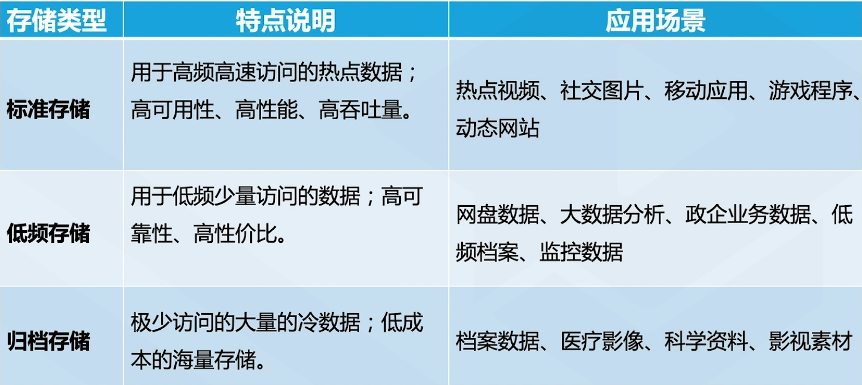 存储类型 特点说明 应用场景
标准存储
用于高频高速访问的热点数据；
高可用性、高性能、高吞吐量。
热点视频、社交图片、移动应用、游戏程序、
动态网站
低频存储
用于低频少量访问的数据；高可
靠性、高性价比。
网盘数据、大数据分析、政企业务数据、低
频档案、监控数据
归档存储
极少访问的大量的冷数据；低成
本的海量存储。
档案数据、医疗影像、科学资料、影视素材